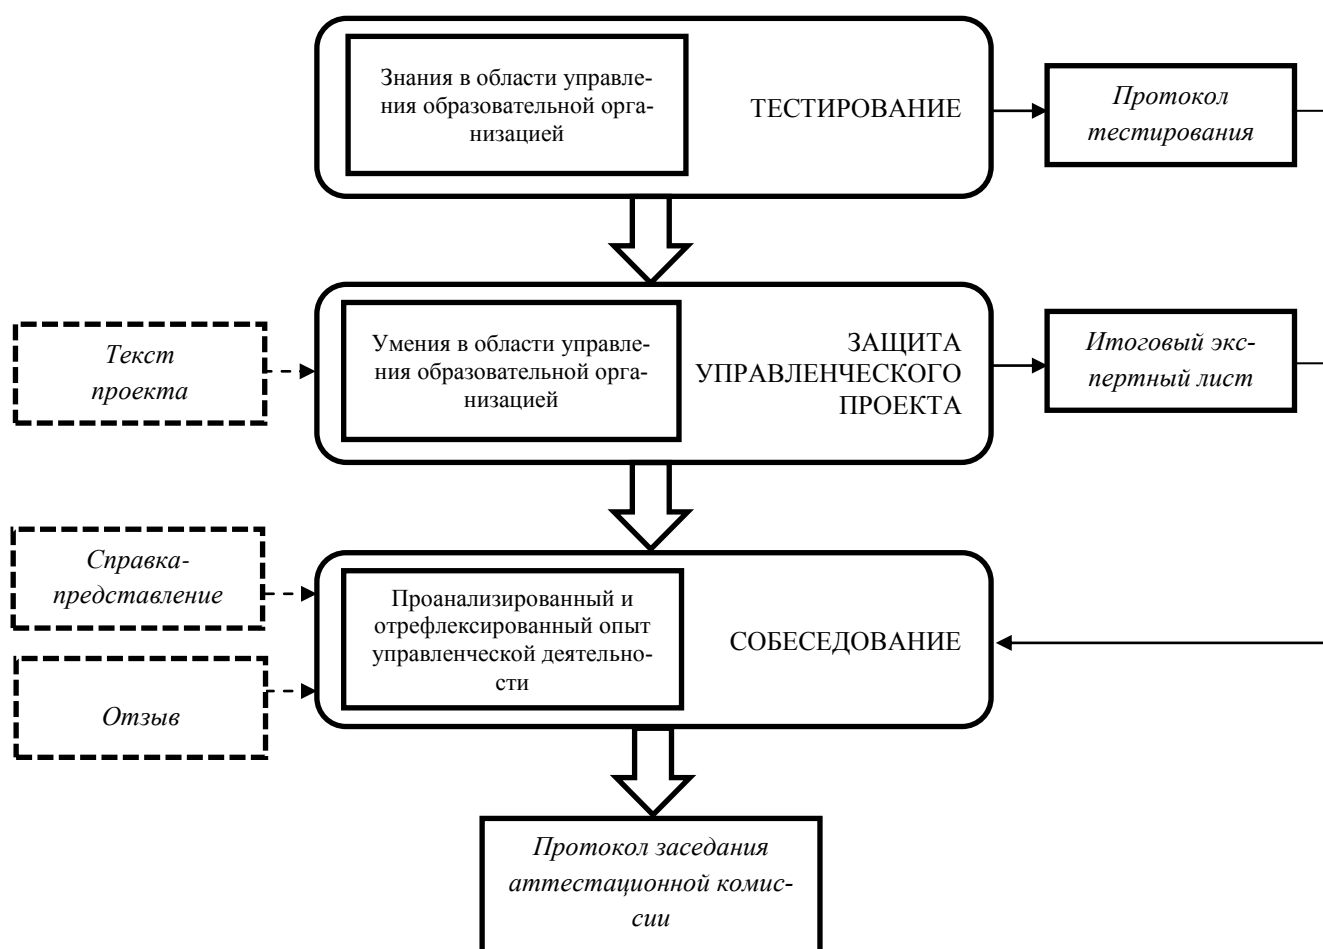 Знания в области управле-
ния образовательной орга-
низацией
ТЕСТИРОВАНИЕ
Протокол
тестирования
Текст
проекта
Умения в области управле-
ния образовательной орга-
низацией
ЗАЩИТА
УПРАВЛЕНЧЕСКОГО
ПРОЕКТА
Итоговый экс-
пертный лист
Справка-
представление
Отзыв
Проанализированный и
отрефлексированный опыт
управленческой деятельно-
сти
СОБЕСЕДОВАНИЕ
Протокол заседания
аттестационной комис-
сии